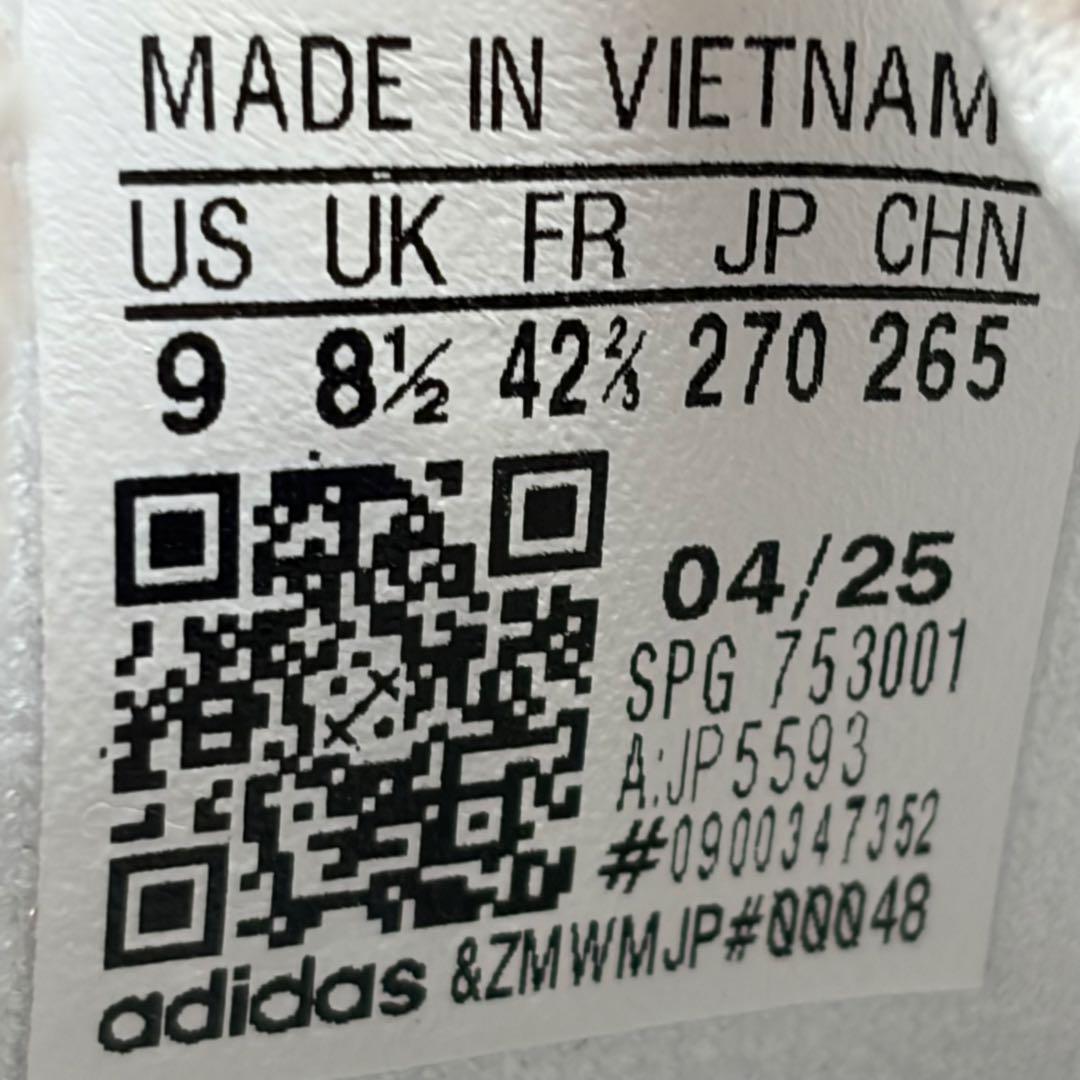 MADE IN VIETNAM
US UK FR JP CHN
9 8½ 42⅔ 270 265
04/25
SPG 753001
A:JP5593
#0900347352
adidas &ZMWMJP#00048